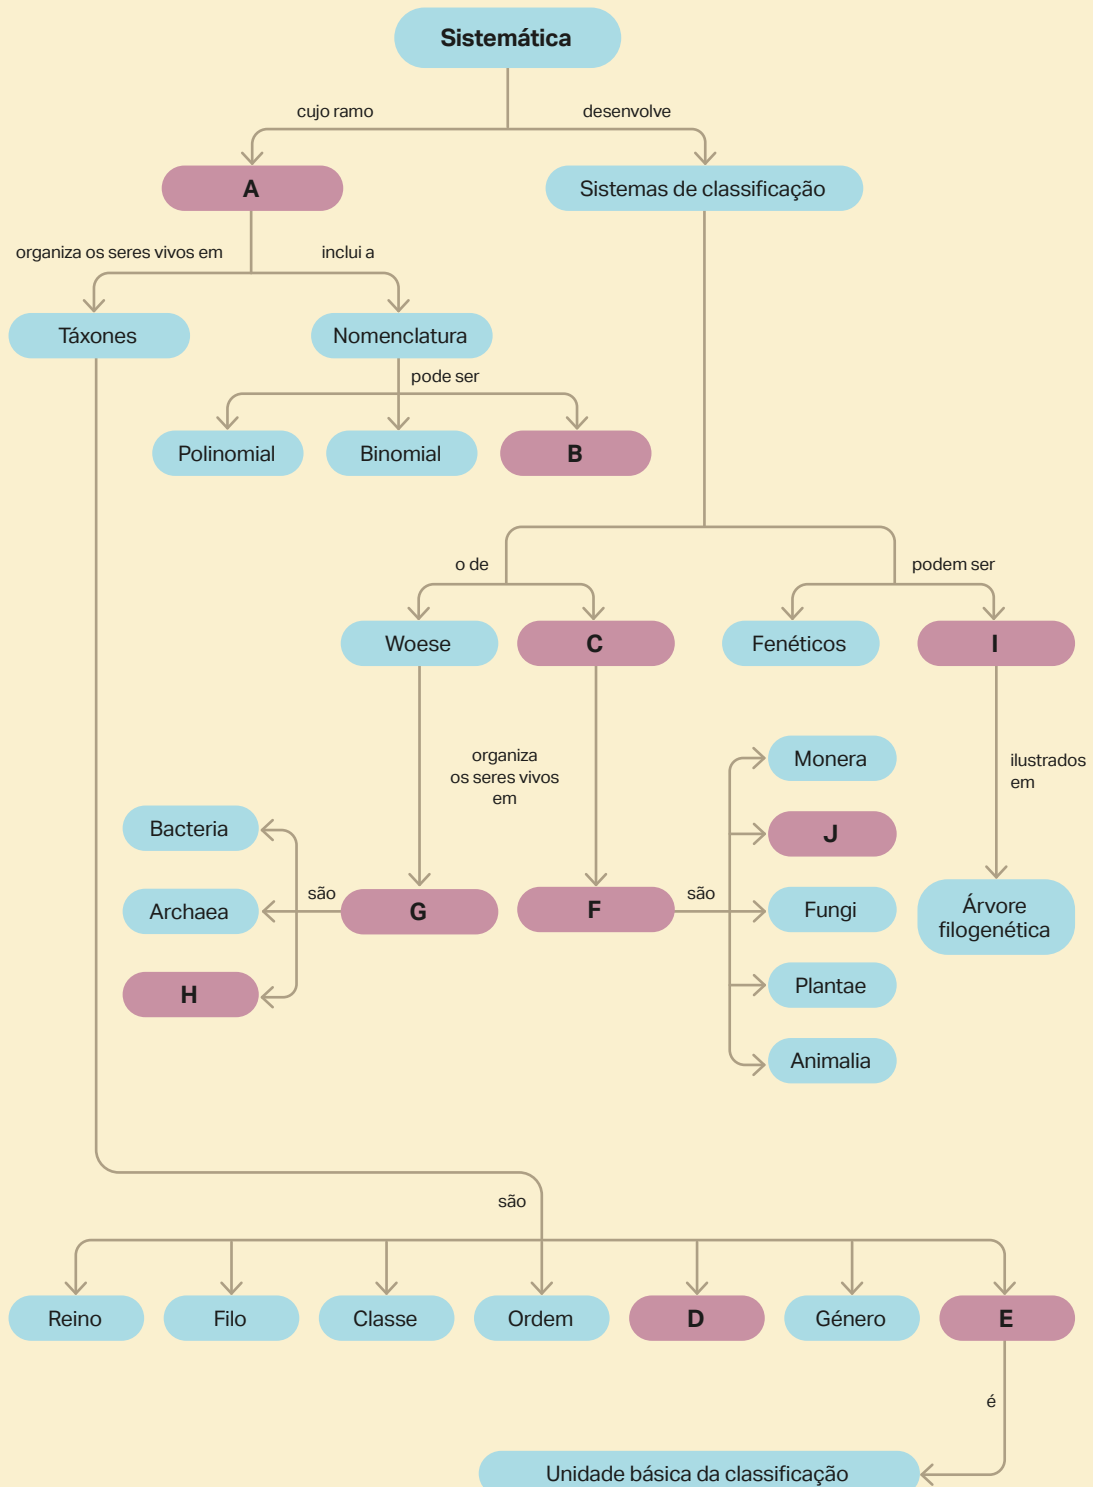 Sistemática
cujo ramo
desenvolve
A
Sistemas de classificação
organiza os seres vivos em
inclui a
Táxones
Nomenclatura
pode ser
Polinomial
Binomial
B
o de
podem ser
Woese
C
Fenéticos
I
organiza
os seres vivos
em
Monera
ilustrados
em
Bacteria
J
são
Archaea
G
F
são
Fungi
Árvore
filogenética
H
Plantae
Animalia
são
Reino
Filo
Classe
Ordem
D
Género
E
é
Unidade básica da classificação